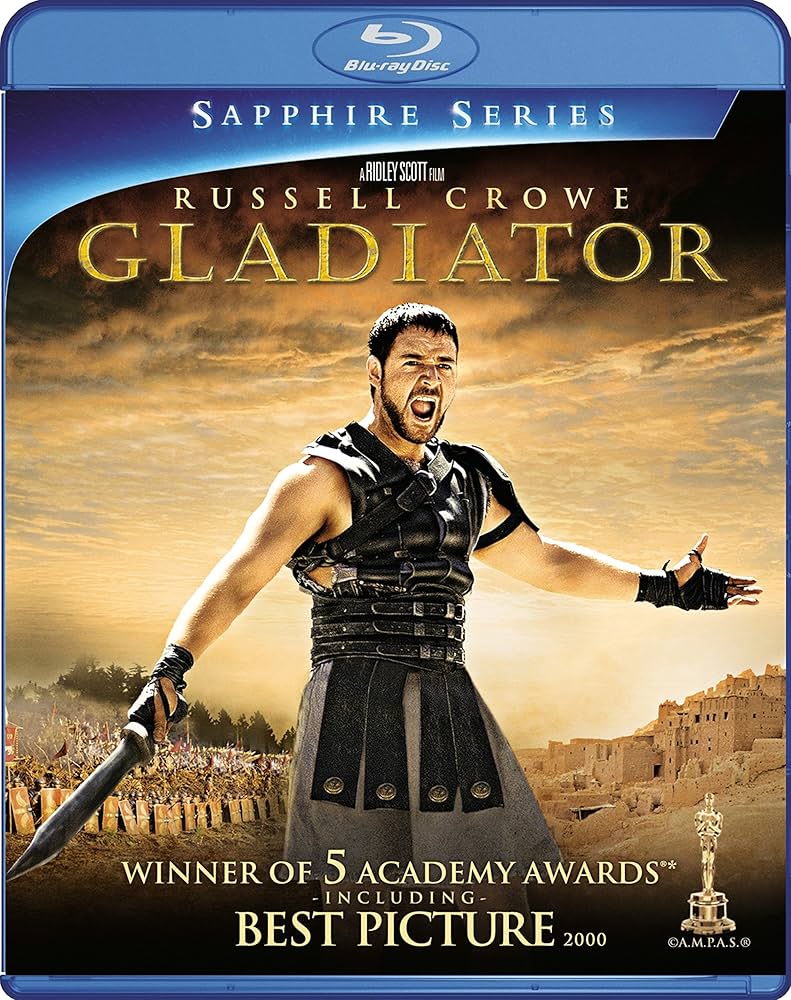 Blu-ray Disc
SAPPHIRE SERIES
A RIDLEY SCOTT FILM
RUSSELL CROWE
GLADIATOR
WINNER OF 5 ACADEMY AWARDS®*
-INCLUDING-
BEST PICTURE 2000
©A.M.P.A.S.®